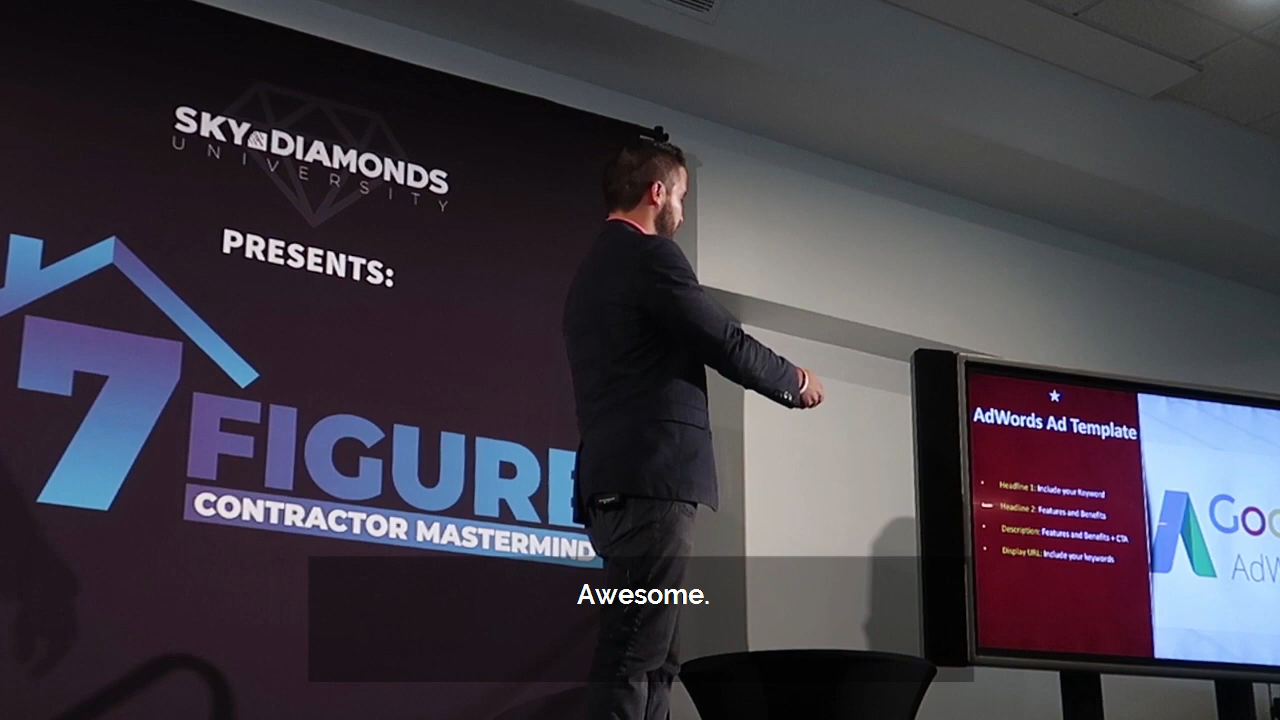 SKY DIAMONDS
UNIVERSITY
PRESENTS:
7 FIGURE
CONTRACTOR MASTERMIND
AdWords Ad Template
Headline 1: Include your Keyword
Headline 2: Features and Benefits
Description: Features and Benefits + CTA
Display URL: Include your keywords
Goo
AdW
Awesome.